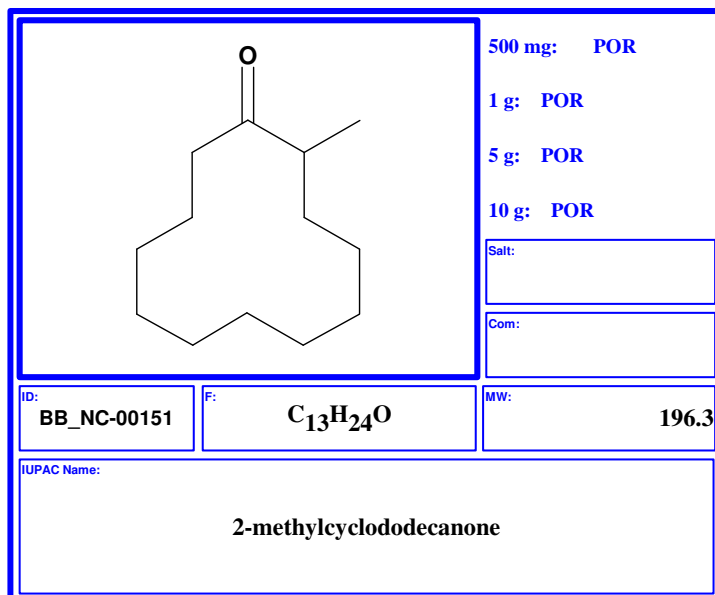 O
500 mg: POR
1 g: POR
5 g: POR
10 g: POR
Salt:
Com:
ID:
BB_NC-00151
F:
C13H24O
MW:
196.3
IUPAC Name:
2-methylcyclododecanone